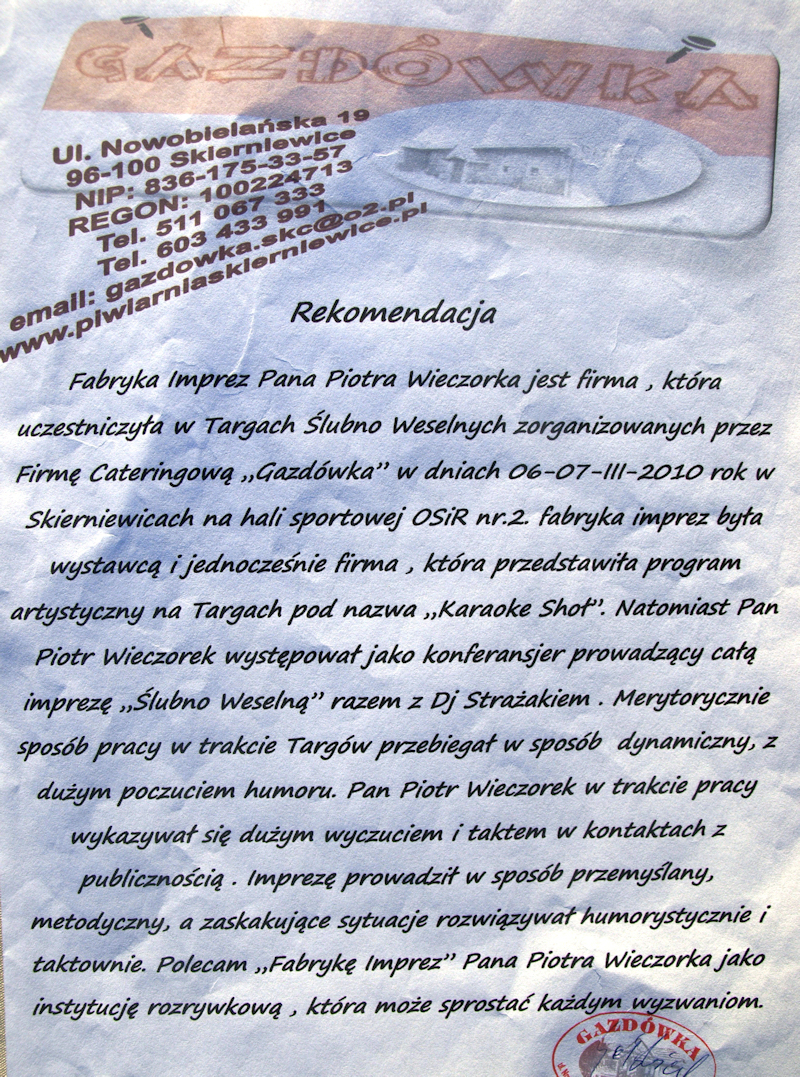 GAZDÓWKA
Ul. Nowobielańska 19
96-100 Skierniewice
NIP: 836-175-33-57
REGON: 100224713
Tel. 511 067 333
Tel. 603 433 991
email: gazdowka.skc@o2.pl
www.piwiarniaskierniewice.pl
Rekomendacja
Fabryka Imprez Pana Piotra Wieczorka jest firma , która
uczestniczyła w Targach Ślubno Weselnych zorganizowanych przez
Firmę Cateringową „Gazdówka” w dniach 06-07-III-2010 rok w
Skierniewicach na hali sportowej OSiR nr.2. fabryka imprez była
wystawcą i jednocześnie firma , która przedstawiła program
artystyczny na Targach pod nazwa „Karaoke Shoł”. Natomiast Pan
Piotr Wieczorek występował jako konferansjer prowadzący całą
imprezę „Ślubno Weselną” razem z Dj Strażakiem . Merytorycznie
sposób pracy w trakcie Targów przebiegał w sposób dynamiczny, z
dużym poczuciem humoru. Pan Piotr Wieczorek w trakcie pracy
wykazywał się dużym wyczuciem i taktem w kontaktach z
publicznością . Imprezę prowadził w sposób przemyślany,
metodyczny, a zaskakujące sytuacje rozwiązywał humorystycznie i
taktownie. Polecam „Fabrykę Imprez” Pana Piotra Wieczorka jako
instytucję rozrywkową , która może sprostać każdym wyzwaniom.
GAZDÓWKA